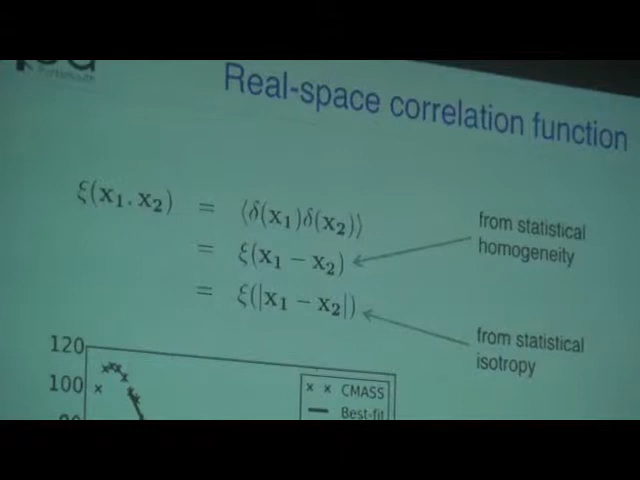 Portsmouth
Real-space correlation function
ξ(x₁, x₂) = ⟨δ(x₁)δ(x₂)⟩
from statistical
homogeneity
= ξ(x₁ − x₂)
= ξ(|x₁ − x₂|)
from statistical
isotropy
120
100
× × CMASS
Best-fit